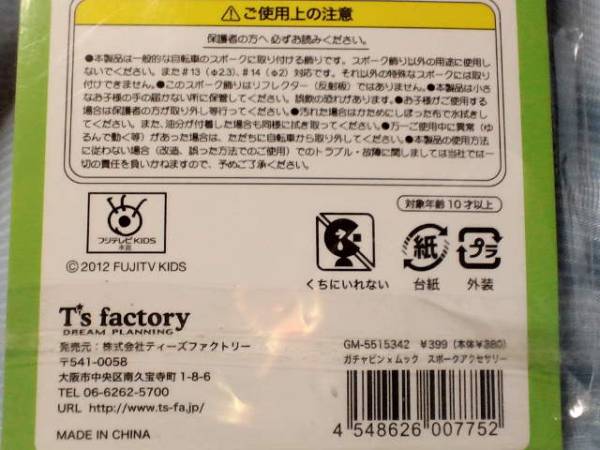 ⚠ご使用上の注意
保護者の方へ必ずお読みください。
●本製品は一般的な自転車のスポークに取り付ける飾りです。スポーク飾り以外の用途に使用し
ないでください。また#13(φ2.3)、#14(φ2)対応です。それ以外の特殊なスポークには取り
付けできません。●このスポーク飾りはリフレクター(反射板)ではありません。●本製品は小さ
なお子様の手の届かない所に保管してください。誤飲の恐れがあります。●お子様がご使用する
場合は保護者の方が取り外し等行ってください。●汚れた場合はかためにしぼった布で水拭きし
てください。また、油分が付着した場合も同様に拭き取ってください。●万一ご使用中に異常(ゆ
るんで動く等)があった場合は、ただちに自転車から取り外してください。●本製品の使用方法
に従わない場合(改造、誤った方法でのご使用)でのトラブル・故障に関しましては当社では一
切の責任を負いかねますので、予めご了承ください。
対象年齢10才以上
フジテレビKIDS
承認
©2012 FUJITV KIDS
くちにいれない
紙
台紙
プラ
外装
T's factory
DREAM PLANNING
発売元:株式会社ティーズファクトリー
〒541-0058
大阪市中央区南久宝寺町1-8-6
TEL 06-6262-5700
URL http://www.ts-fa.jp/
MADE IN CHINA
GM-5515342 ¥399(本体¥380)
ガチャピン×ムック スポークアクセサリー
4 548626 007752